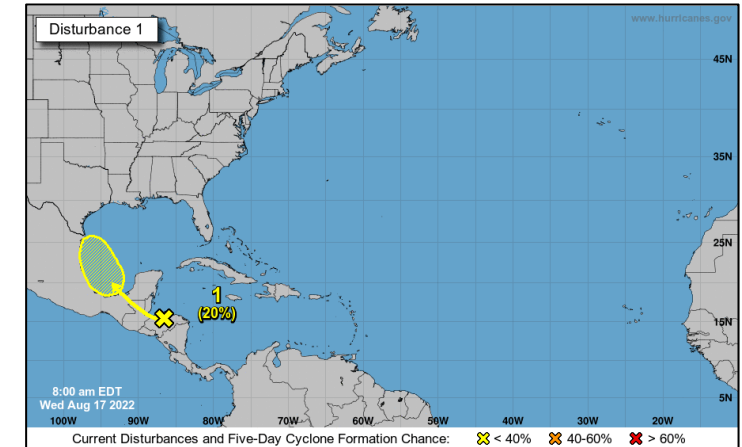 Disturbance 1
www.hurricanes.gov
45N
35N
25N
1
(20%)
15N
8:00 am EDT
Wed Aug 17 2022
5N
100W 90W 80W 70W 60W 50W 40W 30W 20W
Current Disturbances and Five-Day Cyclone Formation Chance: < 40% 40-60% > 60%